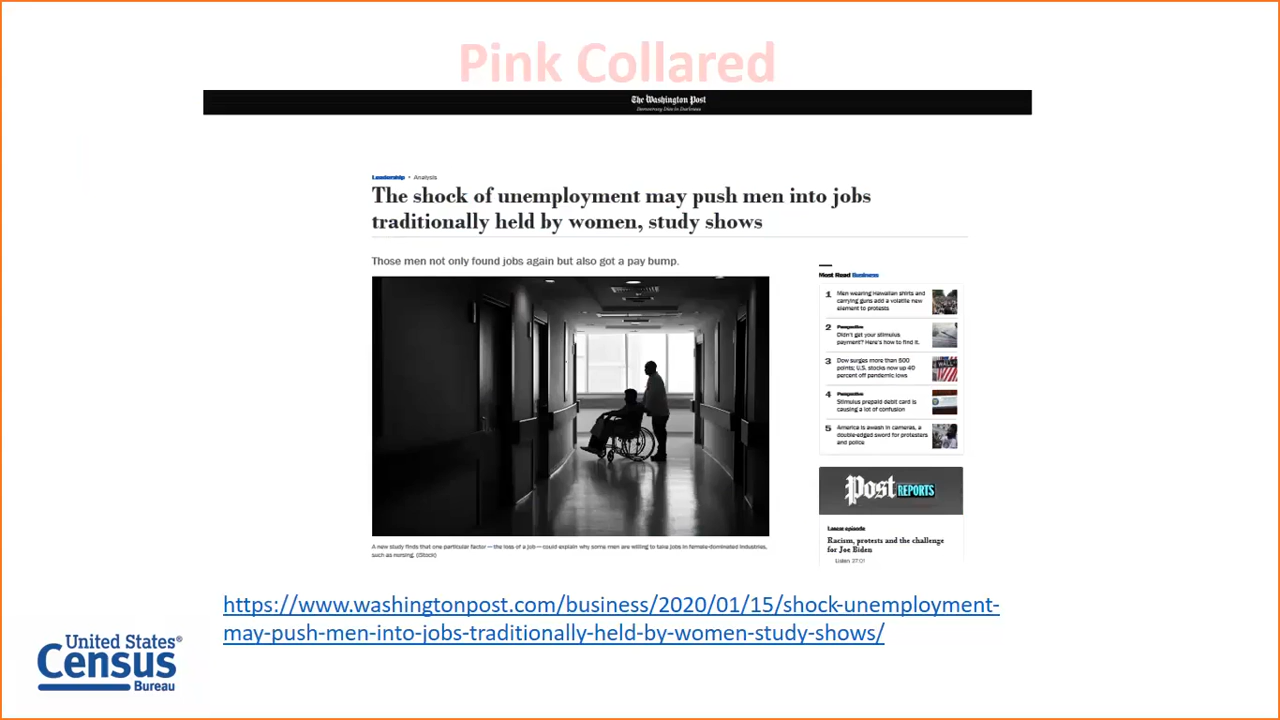 Pink Collared
The Washington Post
Democracy Dies in Darkness
Leadership • Analysis
The shock of unemployment may push men into jobs
traditionally held by women, study shows
Those men not only found jobs again but also got a pay bump.
A new study finds that one particular factor — the loss of a job — could explain why some men are willing to take jobs in female-dominated industries,
such as nursing. (iStock)
Most Read Business
1 Men wearing Hawaiian shirts and
carrying guns add a volatile new
element to protests
2 Perspective
Didn't get your stimulus
payment? Here's how to find it.
3 Dow surges more than 500
points; U.S. stocks now up 40
percent off pandemic lows
4 Perspective
Stimulus prepaid debit card is
causing a lot of confusion
5 America is awash in cameras, a
double-edged sword for protesters
and police
Post REPORTS
Latest episode
Racism, protests and the challenge
for Joe Biden
Listen 37:01
https://www.washingtonpost.com/business/2020/01/15/shock-unemployment-
may-push-men-into-jobs-traditionally-held-by-women-study-shows/
United States®
Census
Bureau